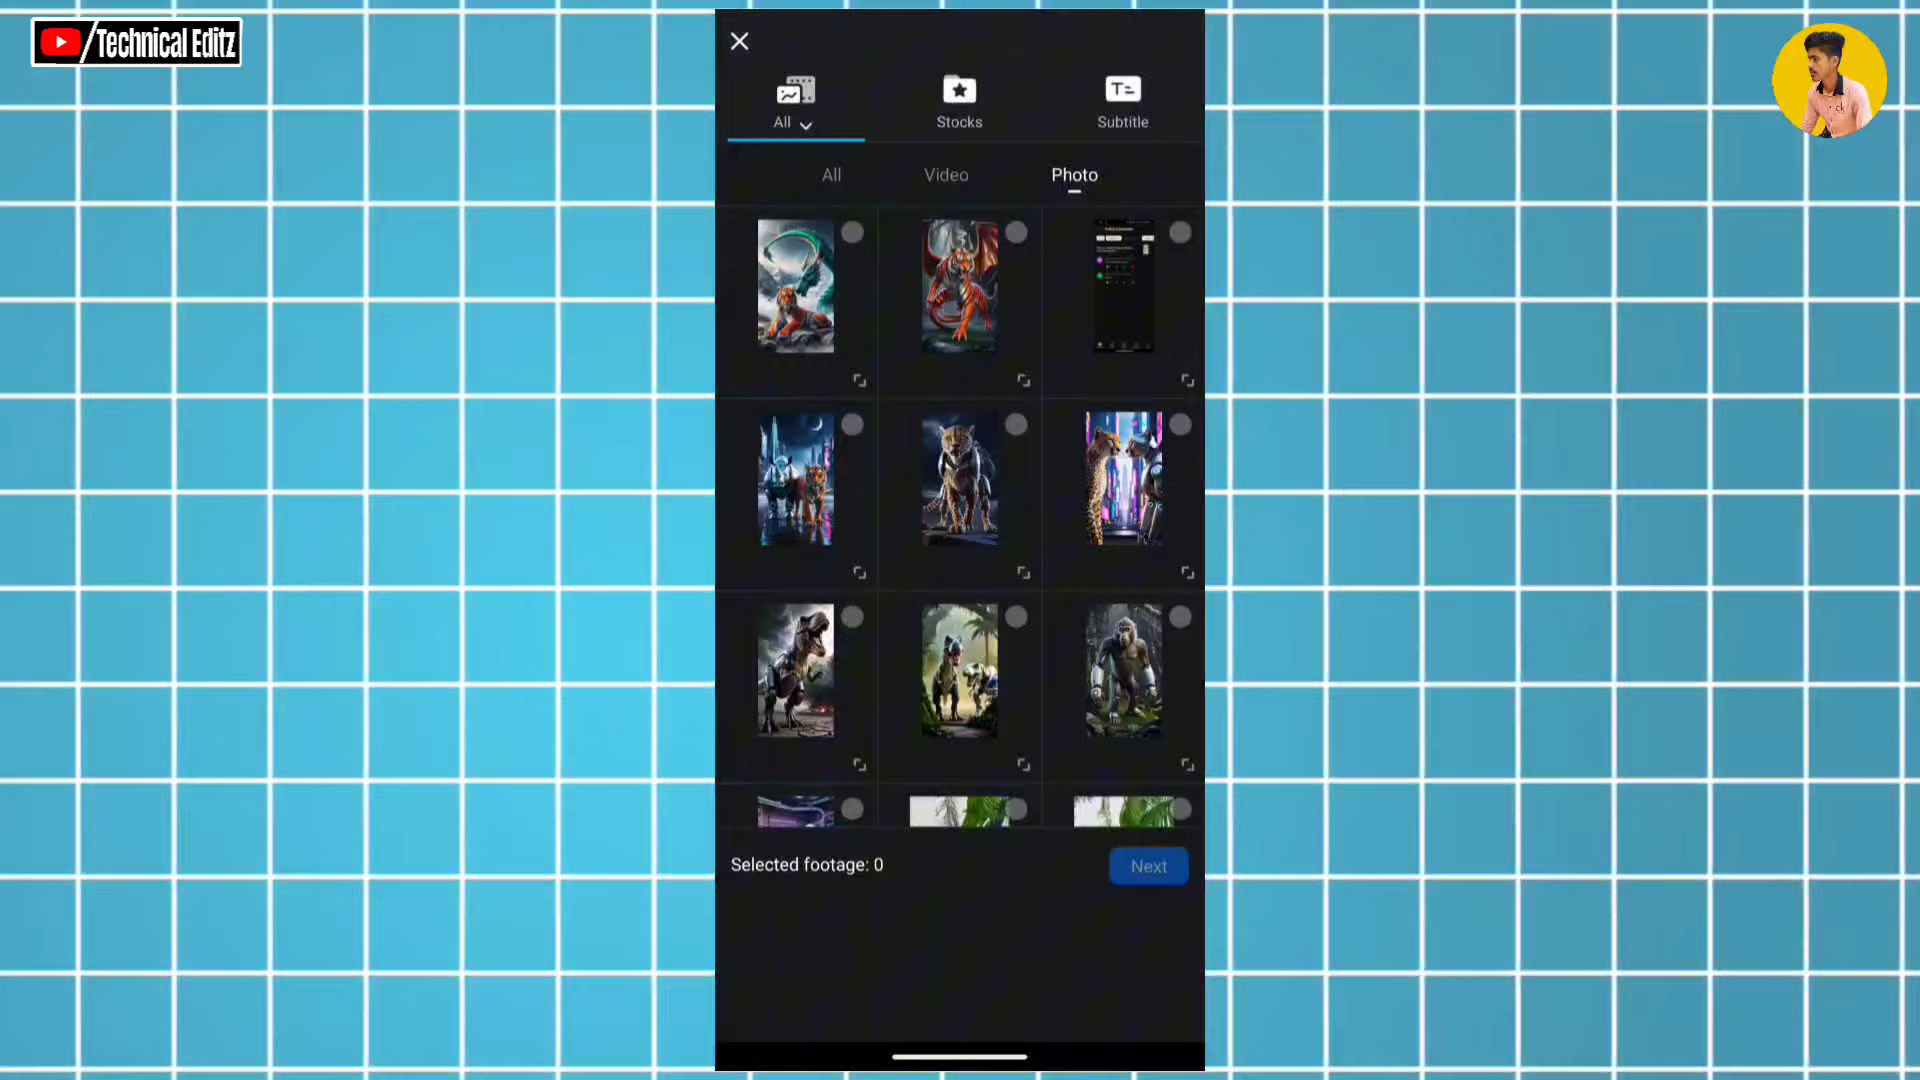 /Technical Editz
All
Stocks
Subtitle
All
Video
Photo
Selected footage: 0
Next